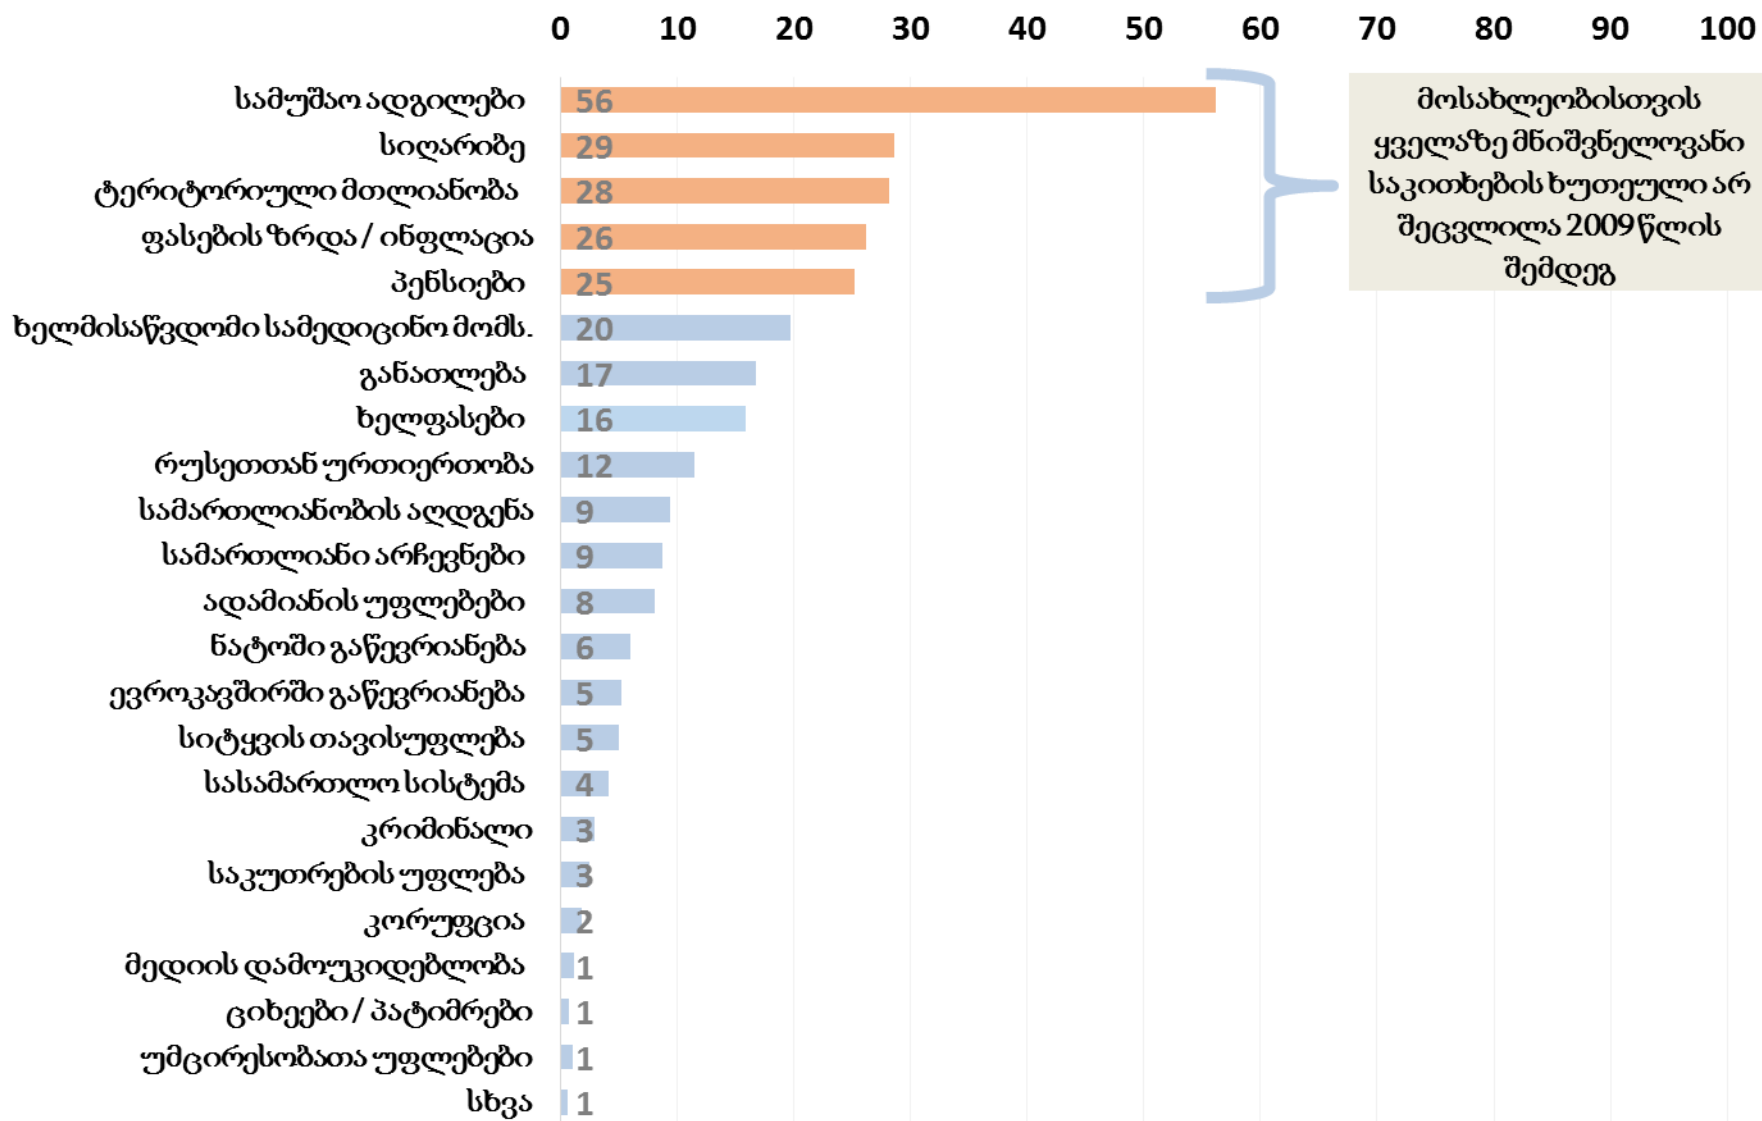 0 10 20 30 40 50 60 70 80 90 100
სამუშაო ადგილები 56
სიღარიბე 29
ტერიტორიული მთლიანობა 28
ფასების ზრდა / ინფლაცია 26
პენსიები 25
ხელმისაწვდომი სამედიცინო მომს. 20
განათლება 17
ხელფასები 16
რუსეთთან ურთიერთობა 12
სამართლიანობის აღდგენა 9
სამართლიანი არჩევნები 9
ადამიანის უფლებები 8
ნატოში გაწევრიანება 6
ევროკავშირში გაწევრიანება 5
სიტყვის თავისუფლება 5
სასამართლო სისტემა 4
კრიმინალი 3
საკუთრების უფლება 3
კორუფცია 2
მედიის დამოუკიდებლობა 1
ციხეები / პატიმრები 1
უმცირესობათა უფლებები 1
სხვა 1
მოსახლეობისთვის
ყველაზე მნიშვნელოვანი
საკითხების ხუთეული არ
შეცვლილა 2009 წლის
შემდეგ